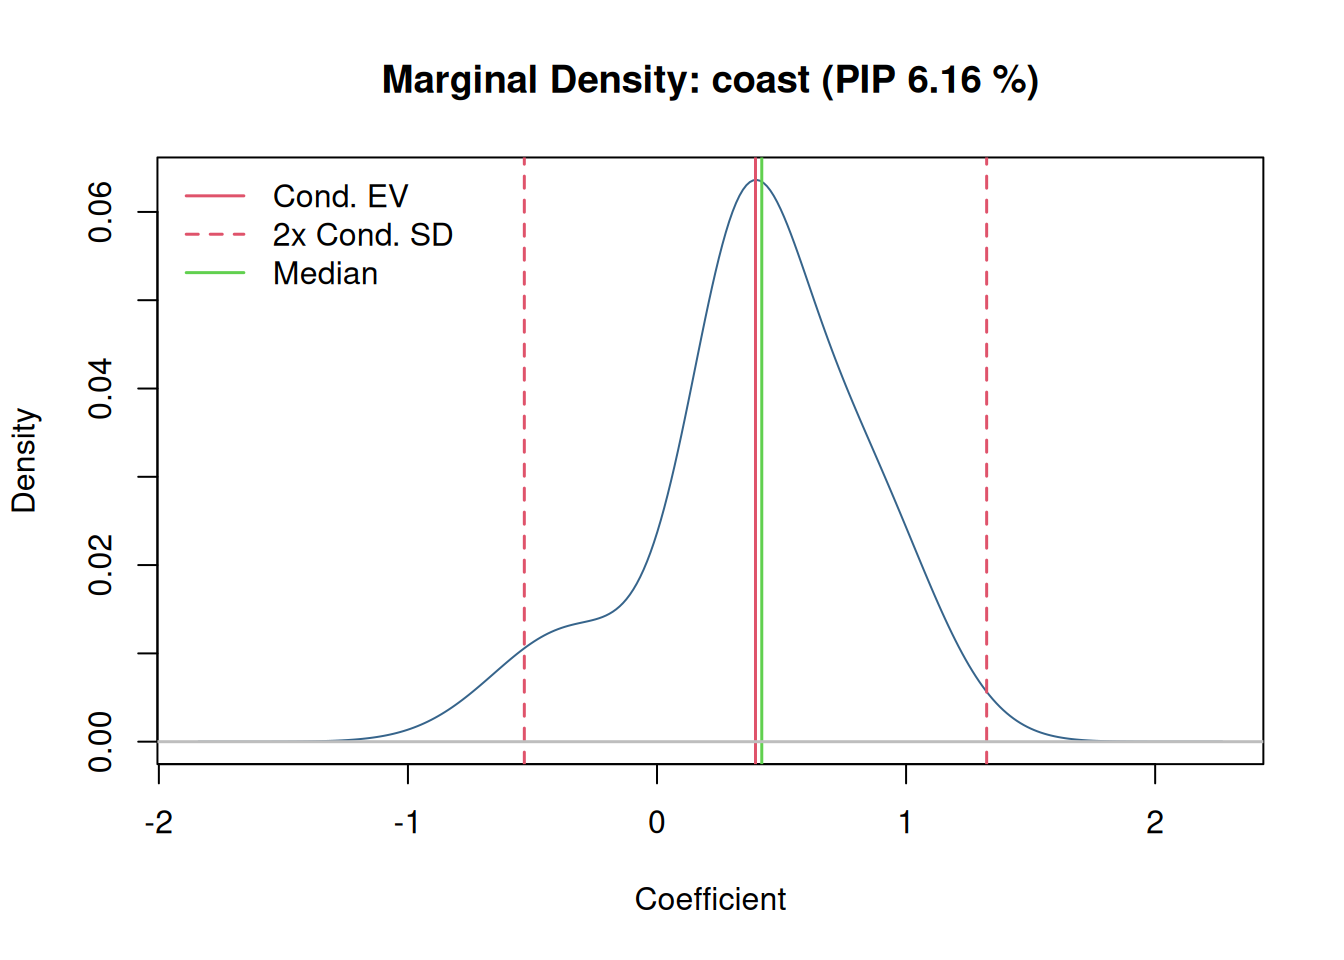 Marginal Density: coast (PIP 6.16 %)
Cond. EV
2x Cond. SD
Median
0.06
0.04
0.02
0.00
Density
-2 -1 0 1 2
Coefficient